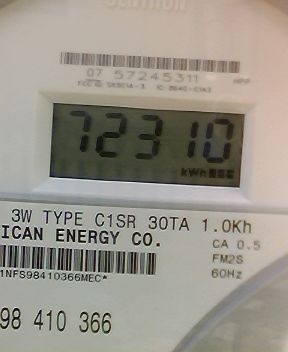 CENTRON
07 57245311
72310
kWh
3W TYPE C1SR 30TA 1.0Kh
ICAN ENERGY CO.
CA 0.5
FM2S
60Hz
1NFS98410366MEC*
98 410 366